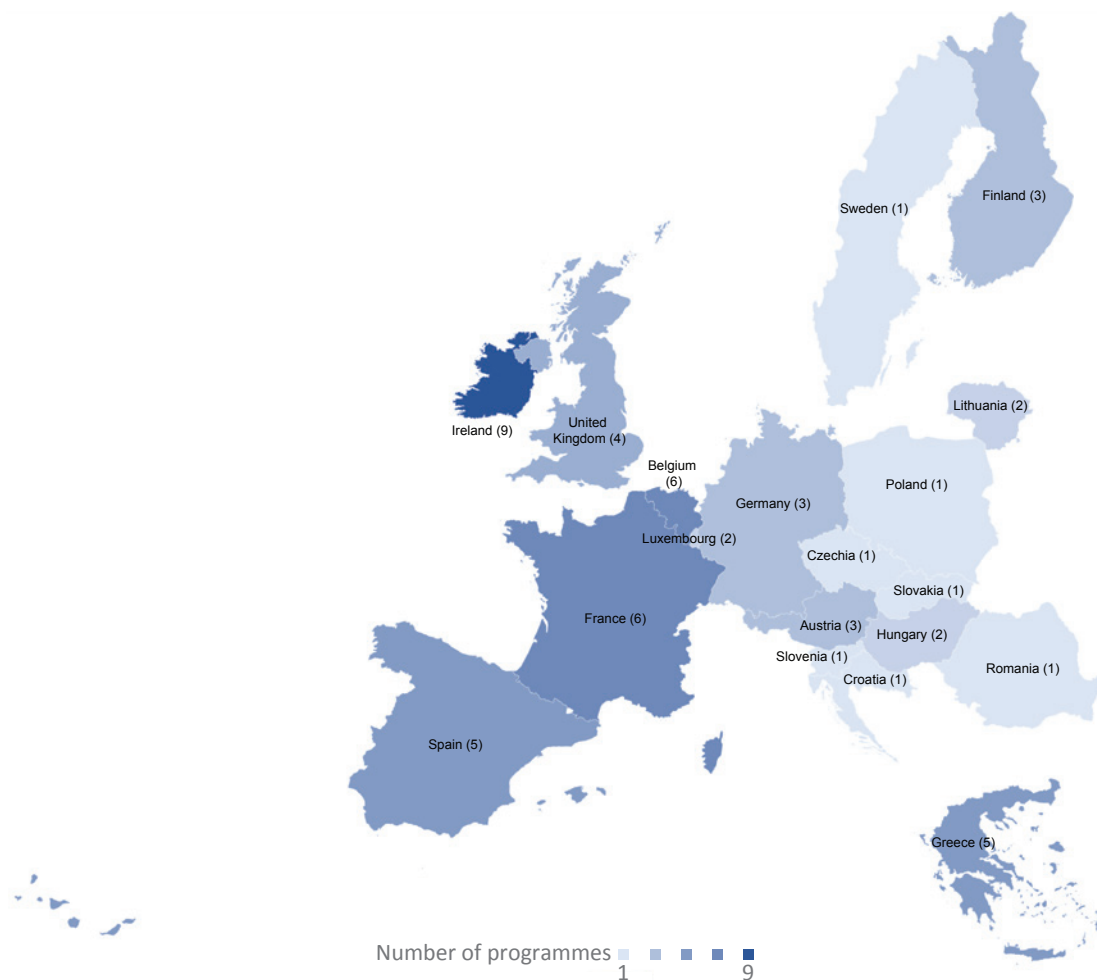 Finland (3)
Sweden (1)
Lithuania (2)
Ireland (9)
United
Kingdom (4)
Belgium
(6)
Poland (1)
Germany (3)
Luxembourg (2)
Czechia (1)
Slovakia (1)
France (6)
Austria (3)
Hungary (2)
Slovenia (1)
Romania (1)
Croatia (1)
Spain (5)
Greece (5)
Number of programmes
1 9